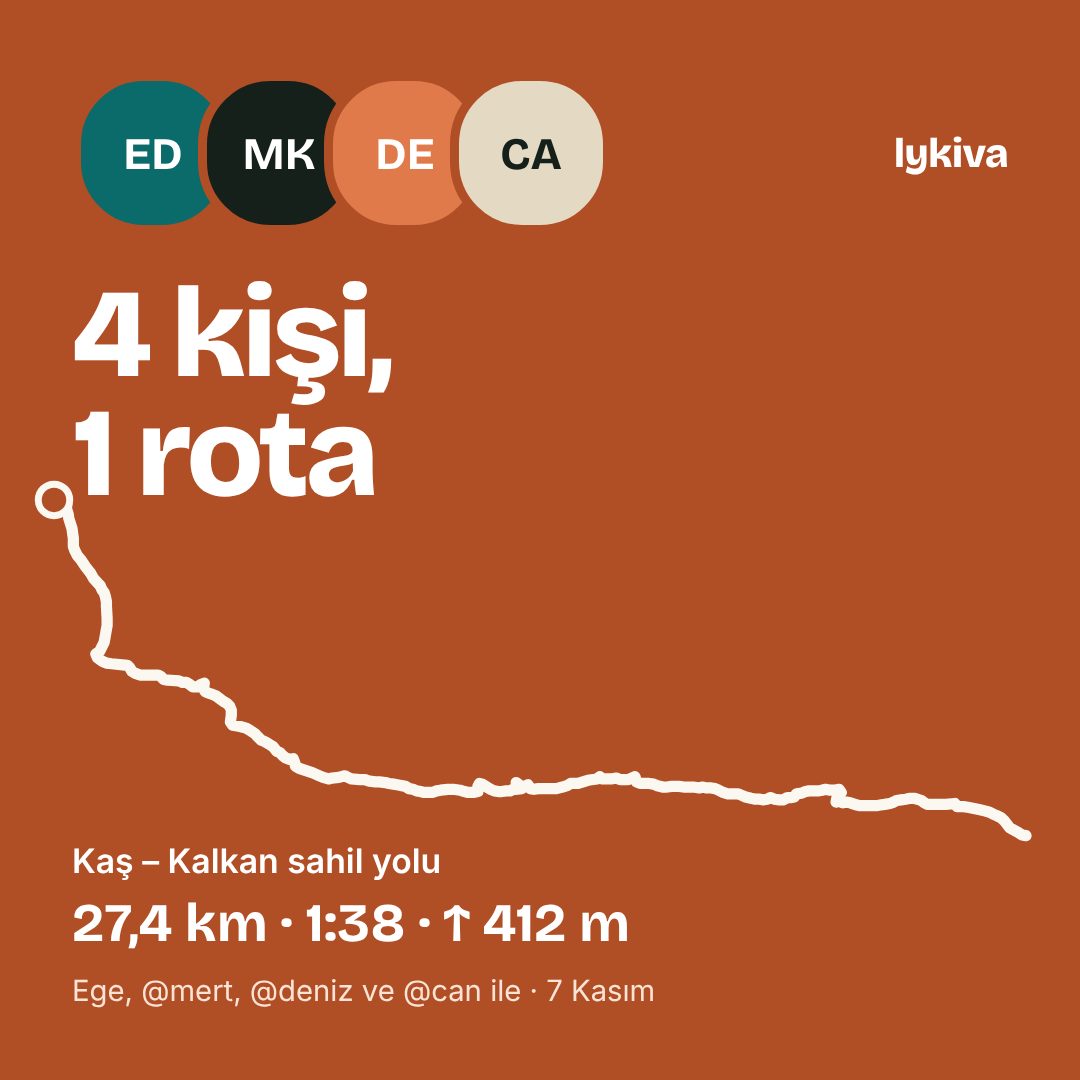 ED MK DE CA
lykiva
4 kişi,
1 rota
Kaş – Kalkan sahil yolu
27,4 km · 1:38 · ↑ 412 m
Ege, @mert, @deniz ve @can ile · 7 Kasım